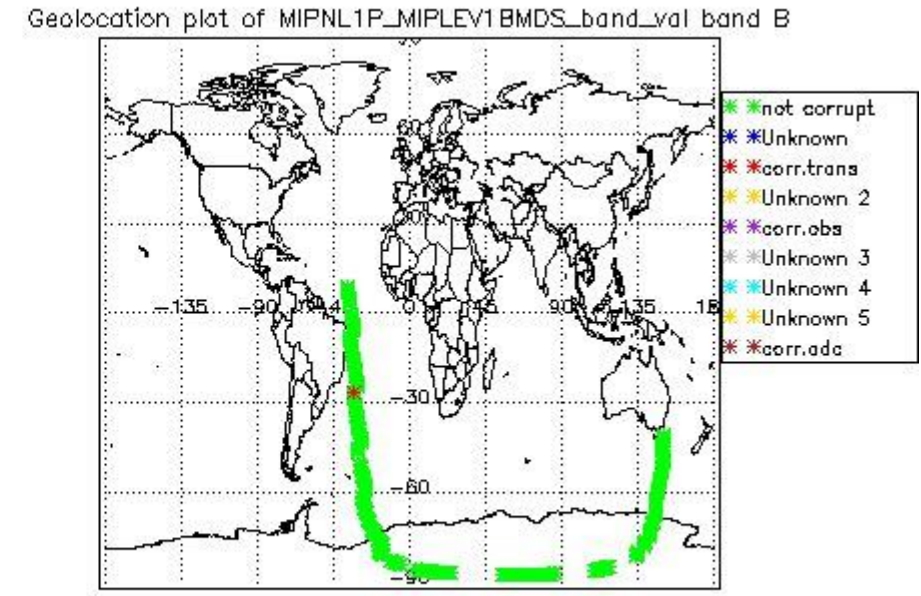 Geolocation plot of MIPNL1P_MIPLEV1BMDS_band_val band B
not corrupt
Unknown
corr.trans
Unknown 2
corr.obs
Unknown 3
Unknown 4
Unknown 5
corr.adc
60
-135 -90 0 45 90 135
-30
-60
-90